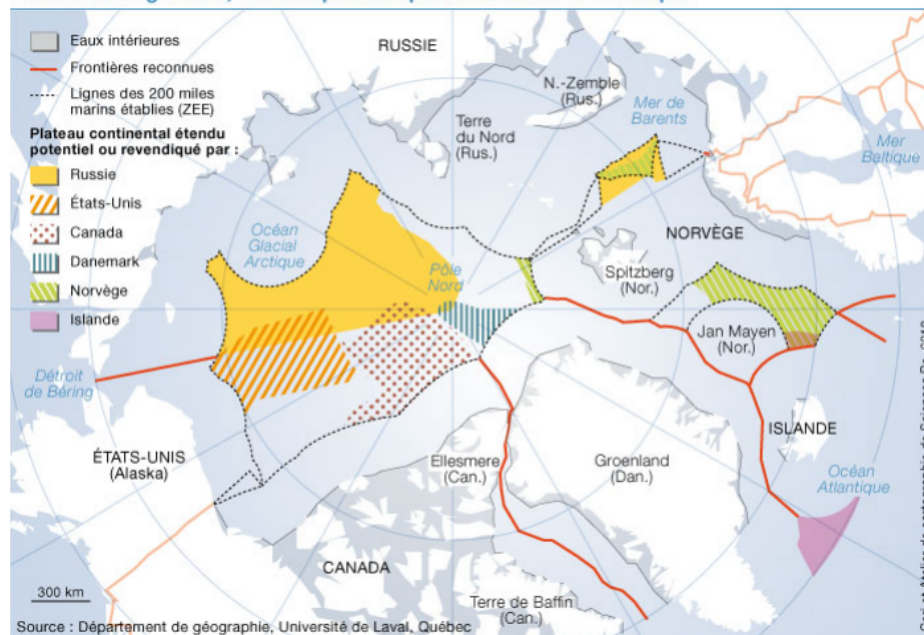 Eaux intérieures
Frontières reconnues
Lignes des 200 miles
marins établies (ZEE)
Plateau continental étendu
potentiel ou revendiqué par :
Russie
États-Unis
Canada
Danemark
Norvège
Islande
RUSSIE
N.-Zemble
(Rus.)
Mer de
Barents
Terre
du Nord
(Rus.)
Mer
Baltique
Océan
Glacial
Arctique
Pôle
Nord
NORVÈGE
Spitzberg
(Nor.)
Jan Mayen
(Nor.)
Détroit
de Béring
ÉTATS-UNIS
(Alaska)
Ellesmere
(Can.)
Groenland
(Dan.)
ISLANDE
Océan
Atlantique
CANADA
Terre de Baffin
(Can.)
300 km
Source : Département de géographie, Université de Laval, Québec